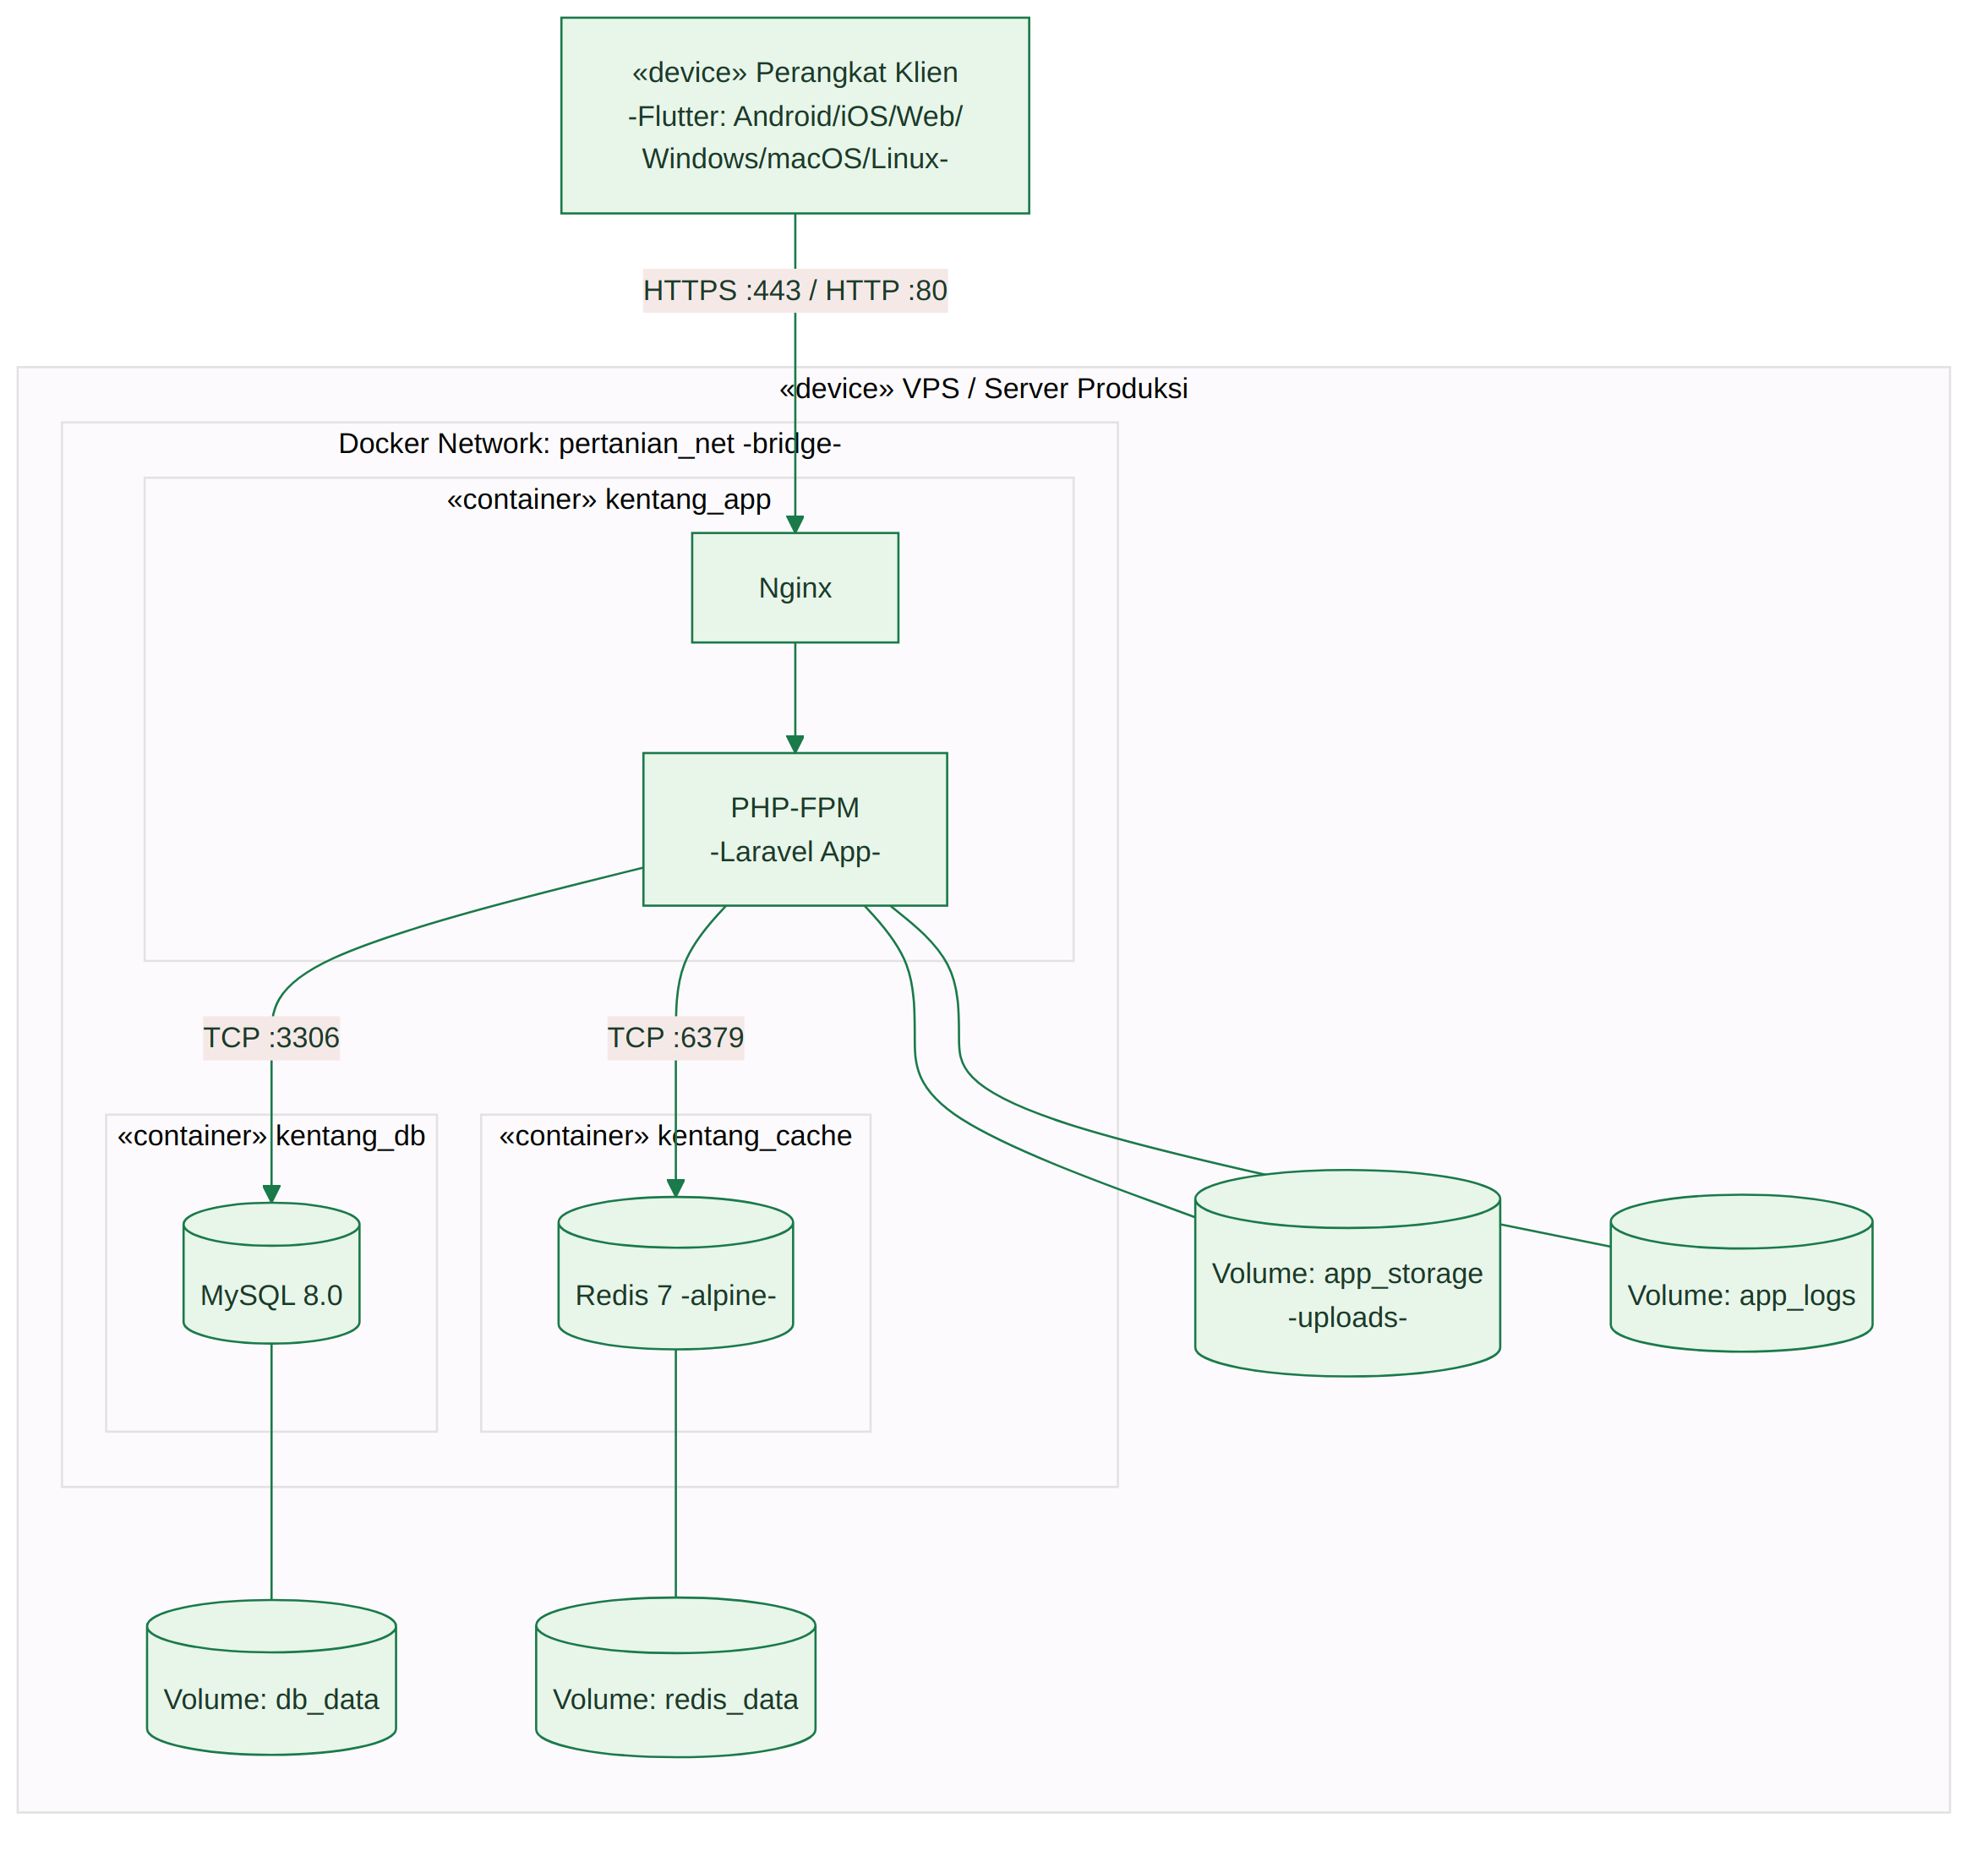 «device» Perangkat Klien
-Flutter: Android/iOS/Web/
Windows/macOS/Linux-
HTTPS :443 / HTTP :80
«device» VPS / Server Produksi
Docker Network: pertanian_net -bridge-
«container» kentang_app
Nginx
PHP-FPM
-Laravel App-
TCP :3306
TCP :6379
«container» kentang_db
«container» kentang_cache
MySQL 8.0
Redis 7 -alpine-
Volume: app_storage
-uploads-
Volume: app_logs
Volume: db_data
Volume: redis_data